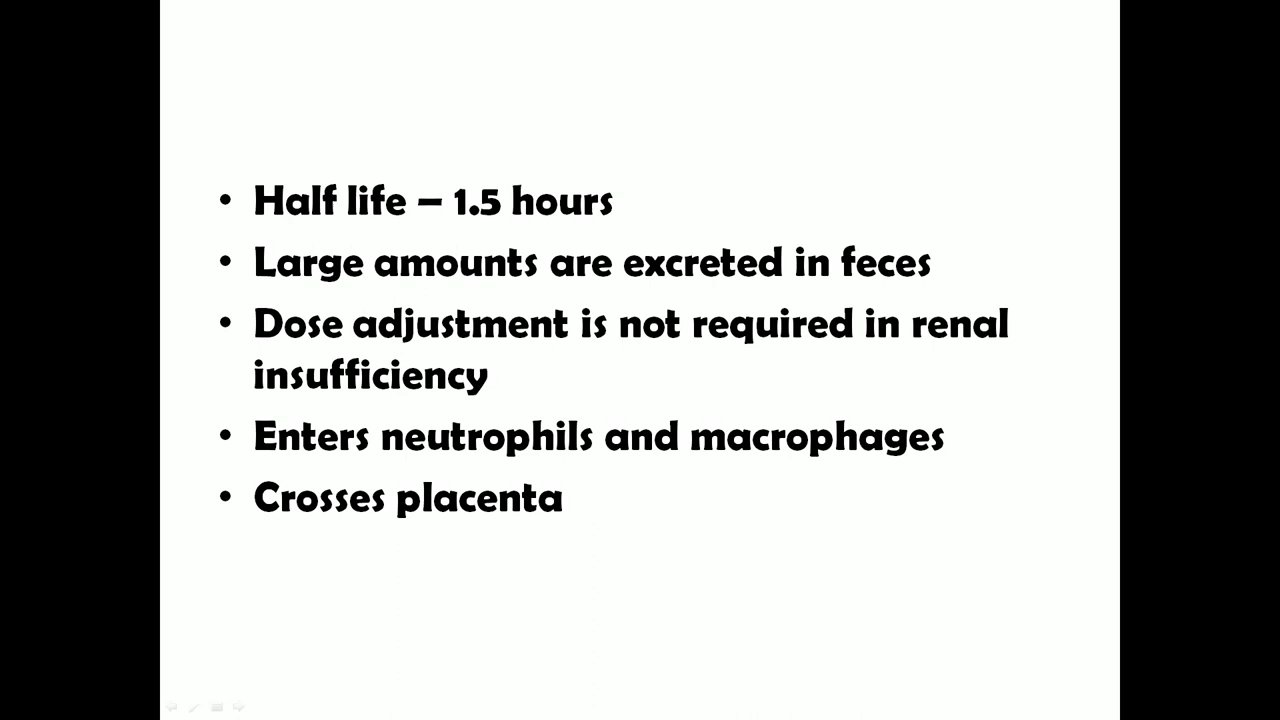 • Half life – 1.5 hours
• Large amounts are excreted in feces
• Dose adjustment is not required in renal
insufficiency
• Enters neutrophils and macrophages
• Crosses placenta